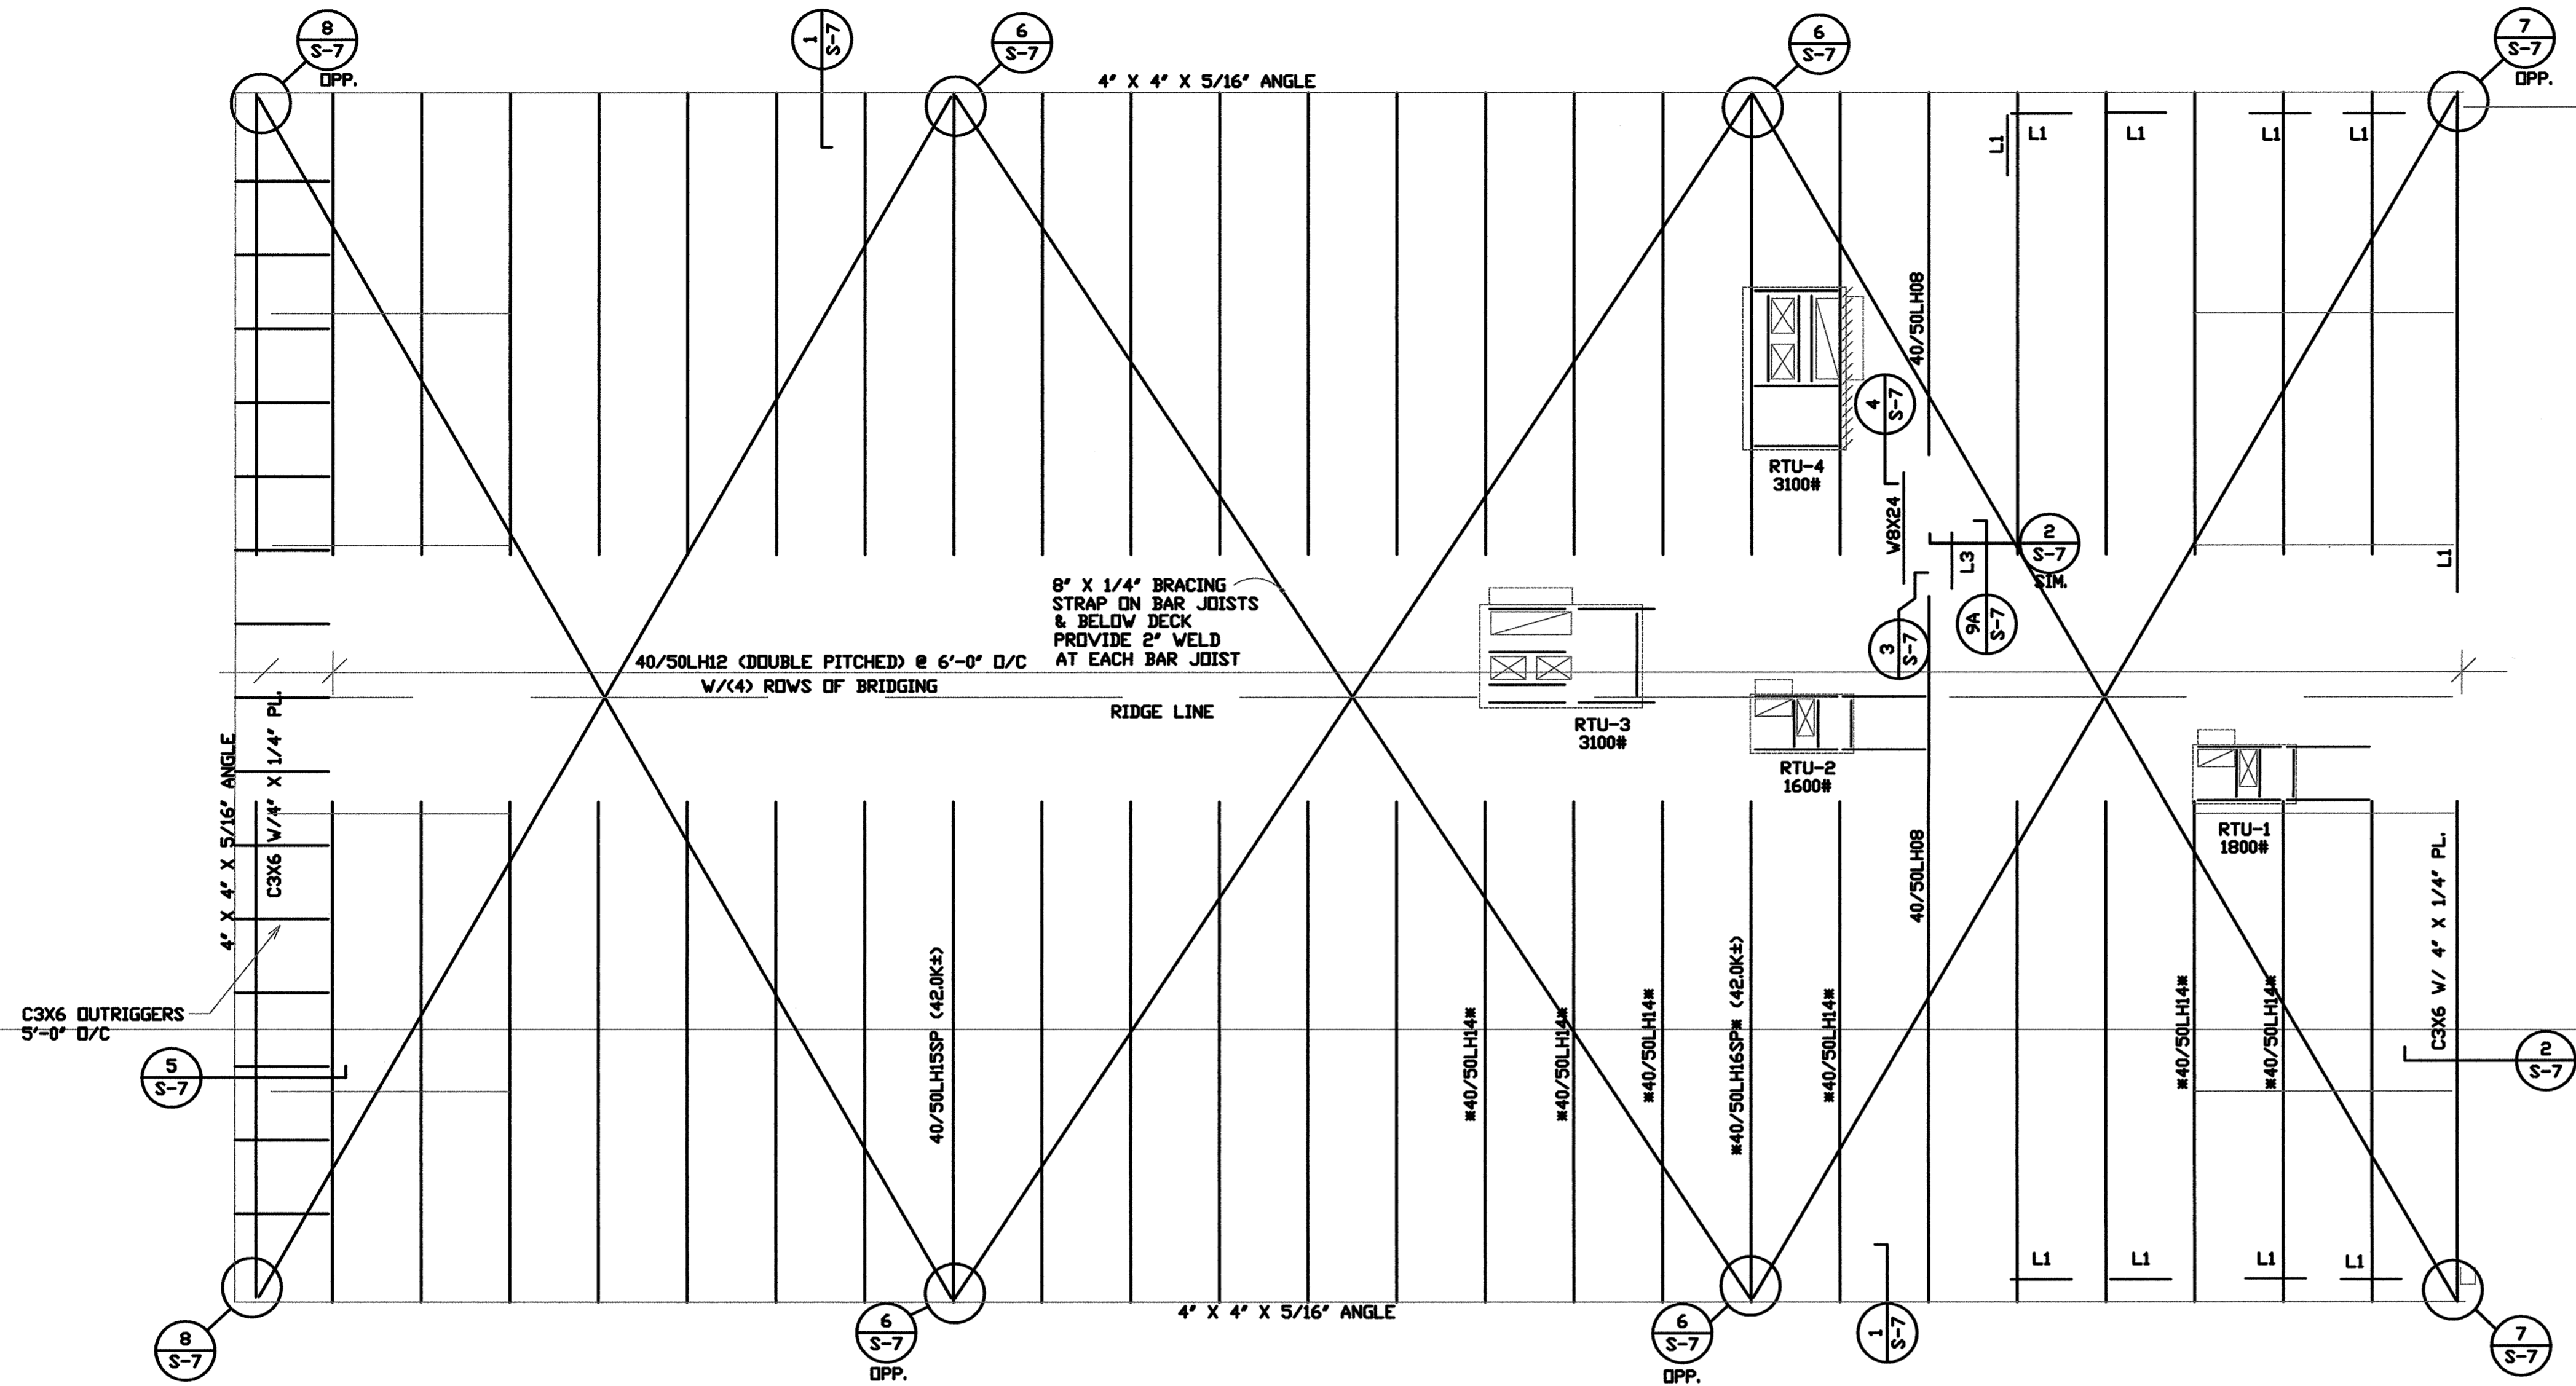 8
S-7
OPP.
1
S-7
6
S-7
4" X 4" X 5/16" ANGLE
6
S-7
7
S-7
OPP.
L1
L1
L1
L1
L1
40/50LH08
4
S-7
RTU-4
3100#
W8X24
L3
2
S-7
SIM.
L1
9A
S-7
3
S-7
8" X 1/4" BRACING
STRAP ON BAR JOISTS
& BELOW DECK
PROVIDE 2" WELD
AT EACH BAR JOIST
40/50LH12 (DOUBLE PITCHED) @ 6'-0" O/C
W/(4) ROWS OF BRIDGING
RIDGE LINE
RTU-3
3100#
RTU-2
1600#
RTU-1
1800#
4" X 4" X 5/16" ANGLE
C3X6 W/4" X 1/4" PL.
40/50LH08
C3X6 W/ 4" X 1/4" PL.
C3X6 OUTRIGGERS
5'-0" O/C
5
S-7
40/50LH15SP (42.0K±)
*40/50LH14*
*40/50LH14*
*40/50LH14*
*40/50LH16SP* (42.0K±)
*40/50LH14*
*40/50LH14*
*40/50LH14*
2
S-7
L1
L1
L1
L1
8
S-7
6
S-7
OPP.
4" X 4" X 5/16" ANGLE
6
S-7
OPP.
1
S-7
7
S-7